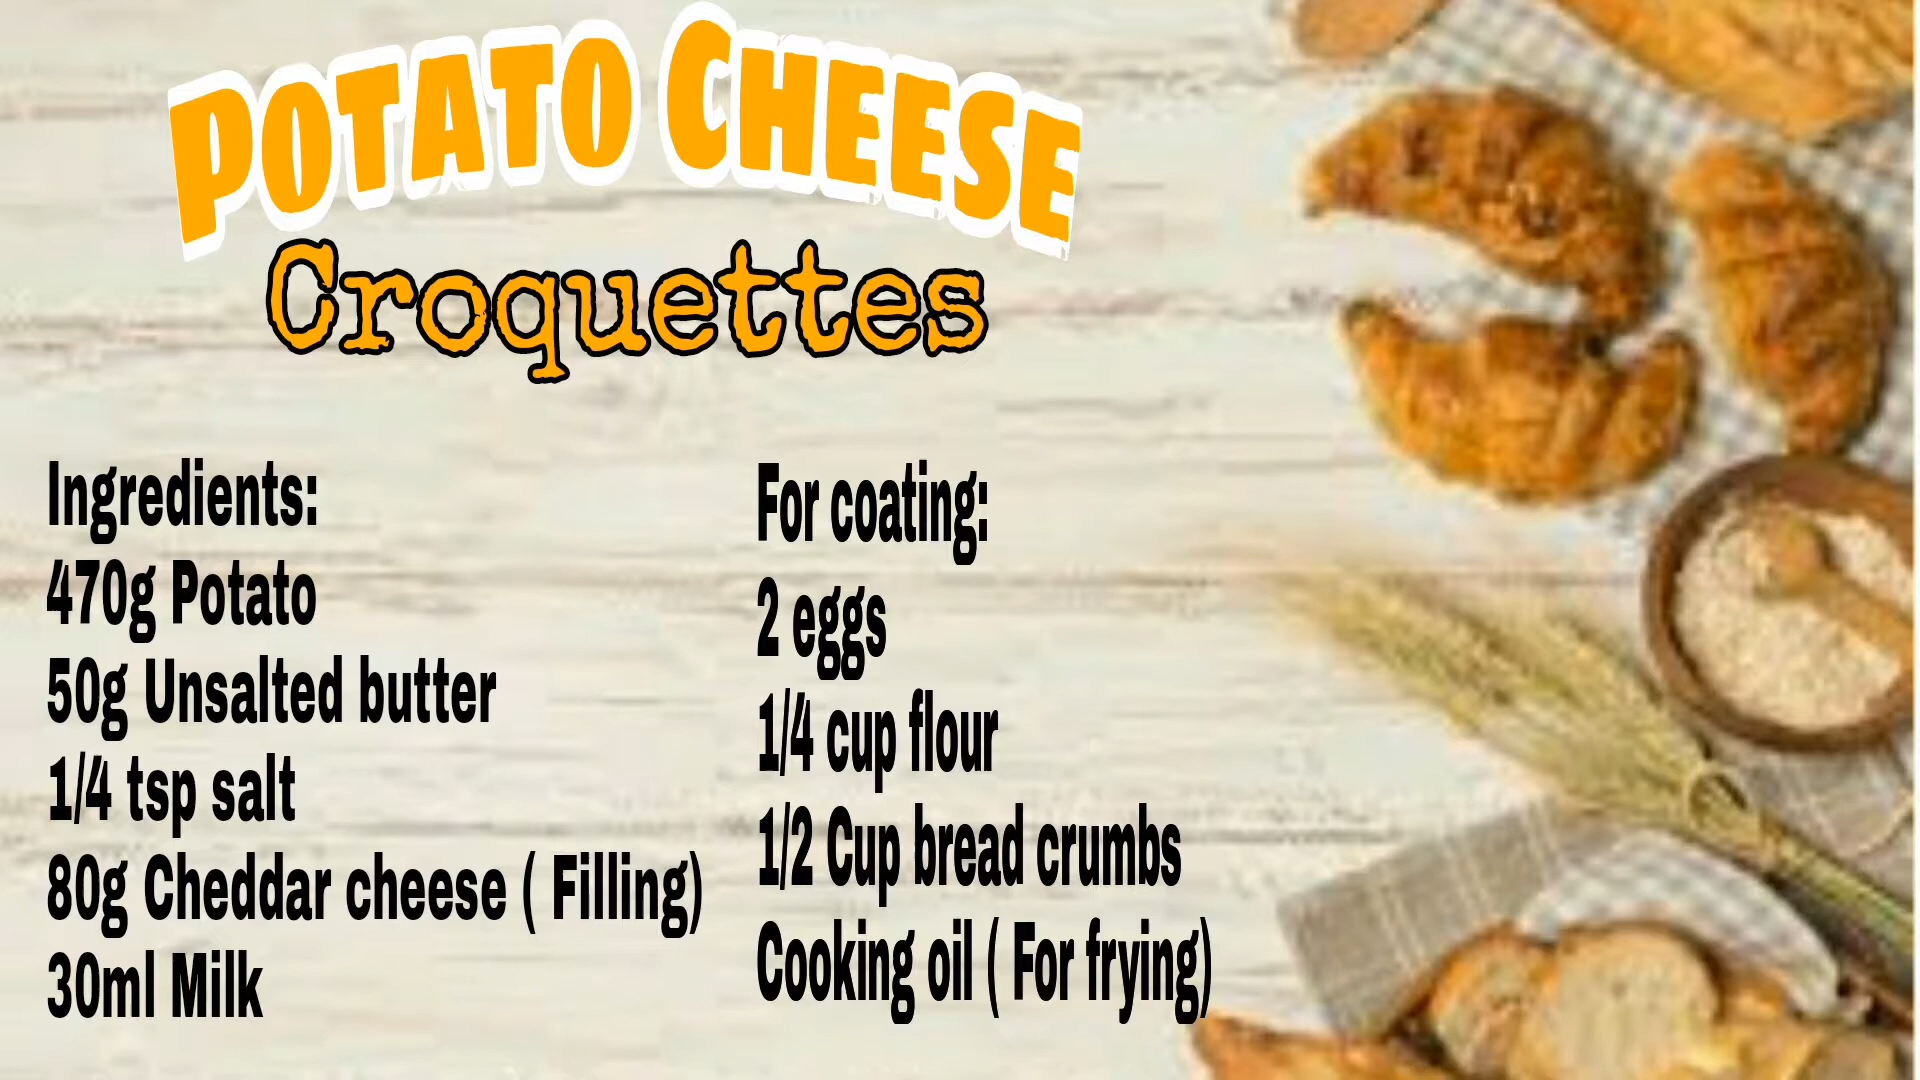 POTATO CHEESE
Croquettes
Ingredients:
470g Potato
50g Unsalted butter
1/4 tsp salt
80g Cheddar cheese ( Filling)
30ml Milk
For coating:
2 eggs
1/4 cup flour
1/2 Cup bread crumbs
Cooking oil ( For frying)